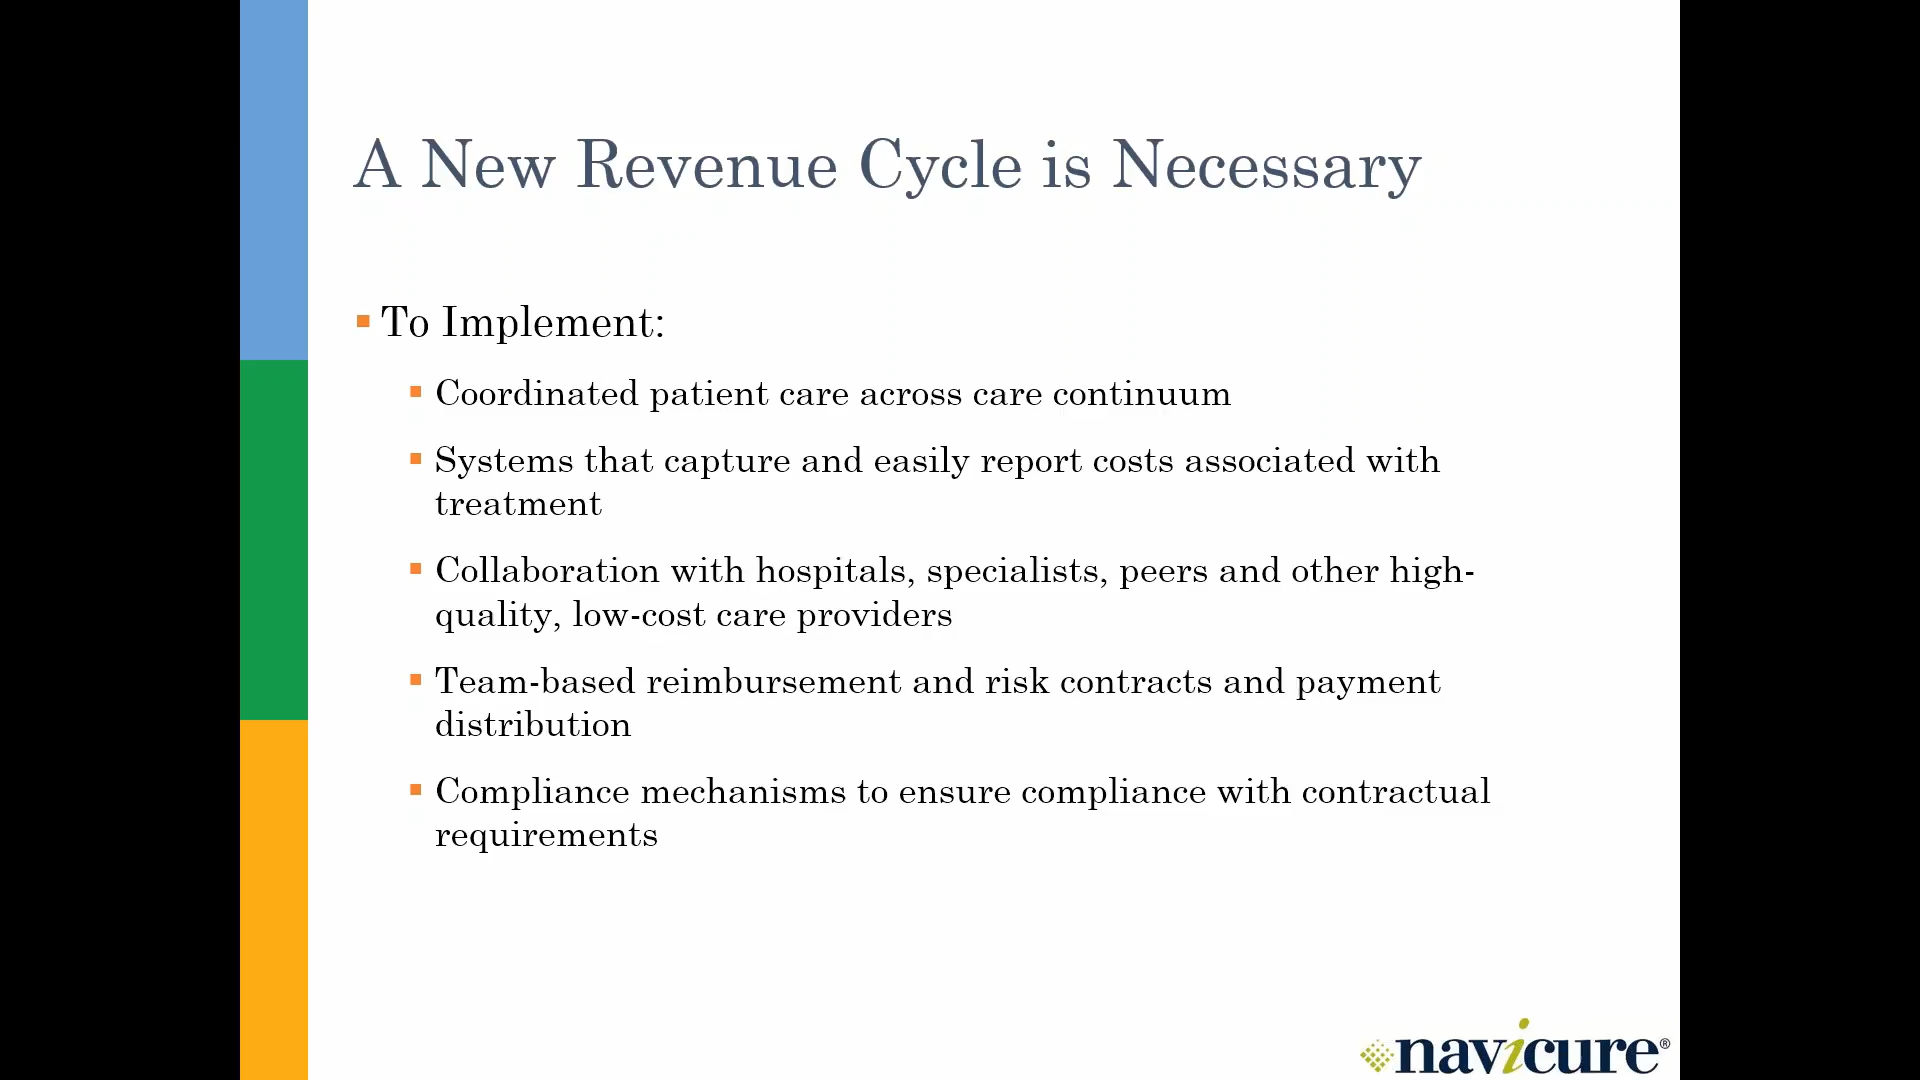 A New Revenue Cycle is Necessary
To Implement:
Coordinated patient care across care continuum
Systems that capture and easily report costs associated with
treatment
Collaboration with hospitals, specialists, peers and other high-
quality, low-cost care providers
Team-based reimbursement and risk contracts and payment
distribution
Compliance mechanisms to ensure compliance with contractual
requirements
navicure®